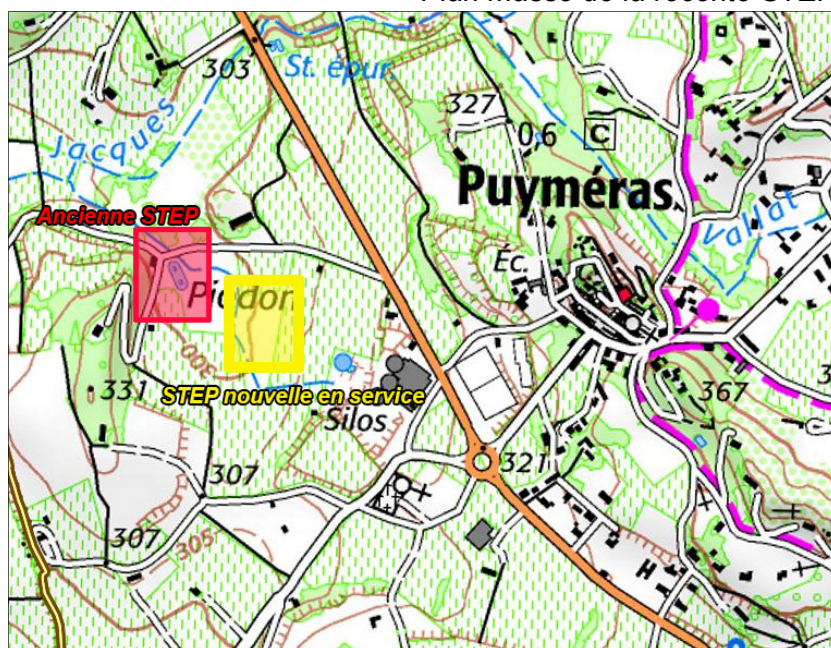 Plan masse de la récente STEP
303
St. épur.
Jacques
327
0,6
C
Puyméras
Vallat
Ancienne STEP
Éc.
Piédon
300
331
STEP nouvelle en service
367
Silos
321
307
307
305